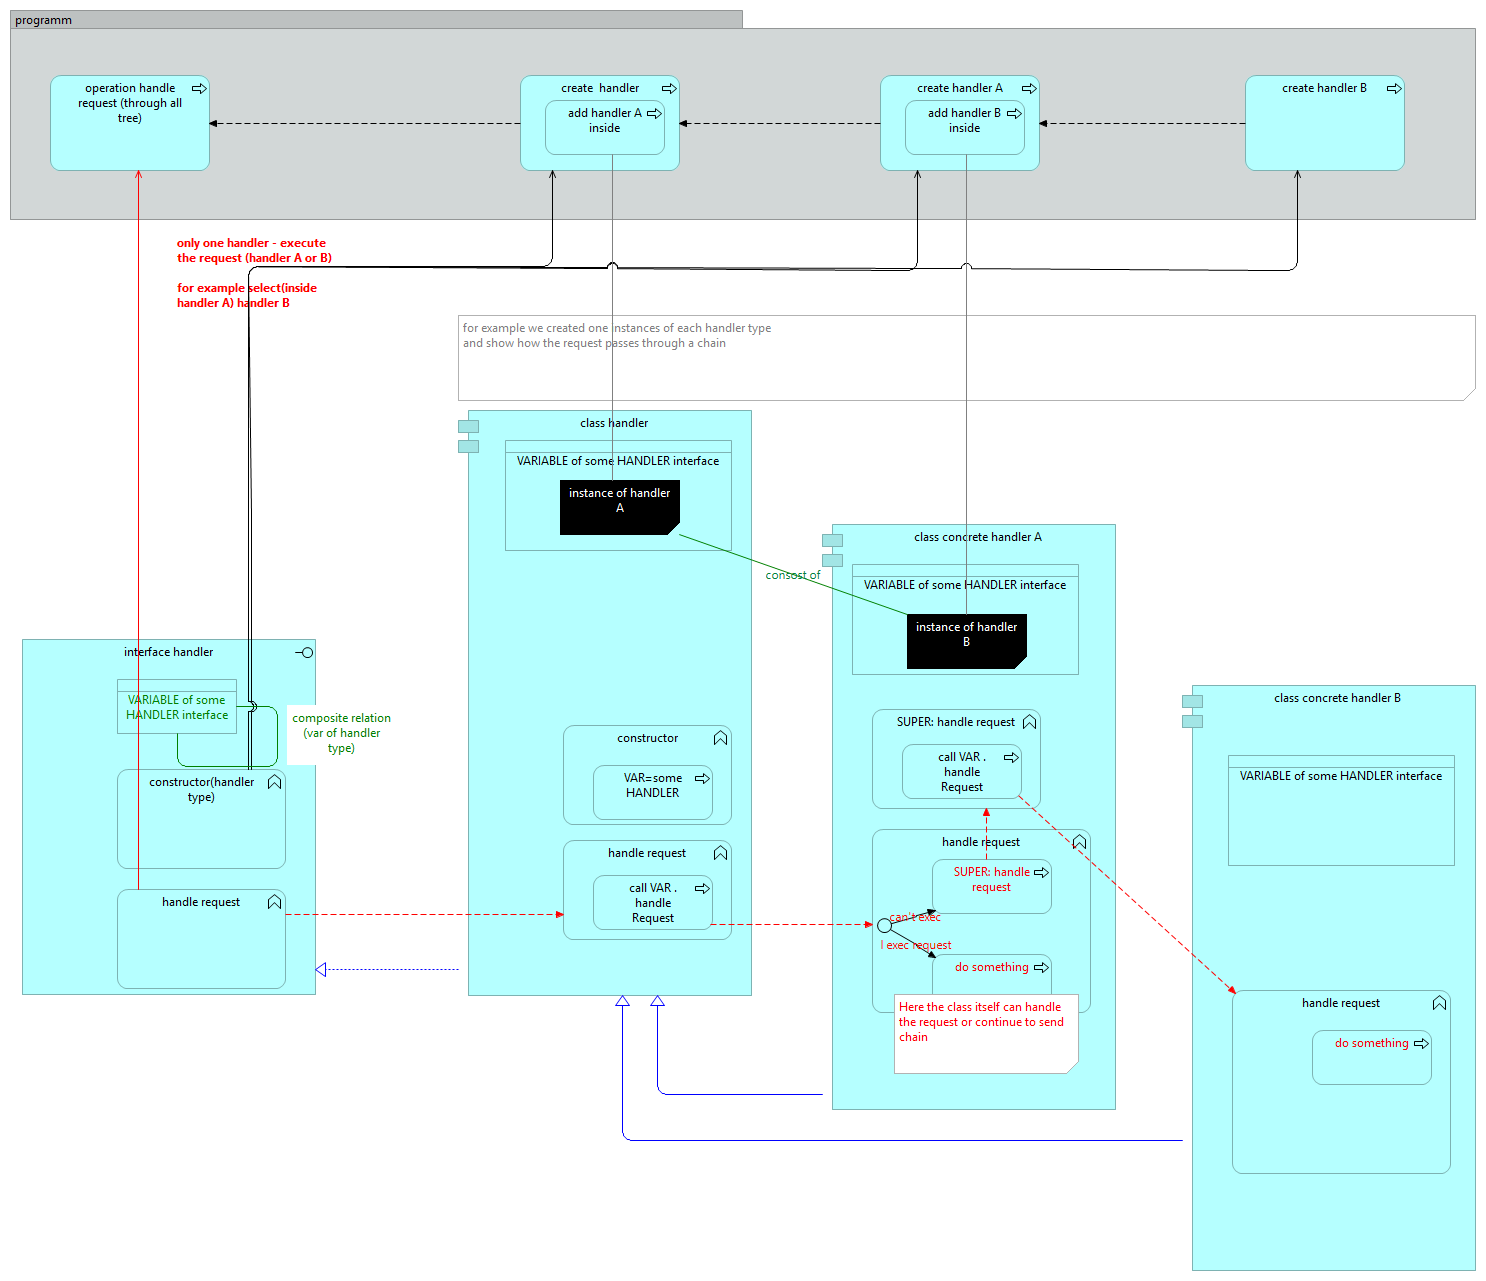 programm
operation handle
request (through all
tree)
create  handler
add handler A
inside
create handler A
add handler B
inside
create handler B
only one handler - execute
the request (handler A or B)
for example select(inside
handler A) handler B
for example we created one instances of each handler type
and show how the request passes through a chain
class handler
VARIABLE of some HANDLER interface
instance of handler
A
consost of
class concrete handler A
VARIABLE of some HANDLER interface
instance of handler
B
interface handler
VARIABLE of some
HANDLER interface
composite relation
(var of handler
type)
constructor(handler
type)
handle request
constructor
VAR=some
HANDLER
handle request
call VAR .
handle
Request
SUPER: handle request
call VAR .
handle
Request
handle request
SUPER: handle
request
can't exec
I exec request
do something
Here the class itself can handle
the request or continue to send
chain
class concrete handler B
VARIABLE of some HANDLER interface
handle request
do something